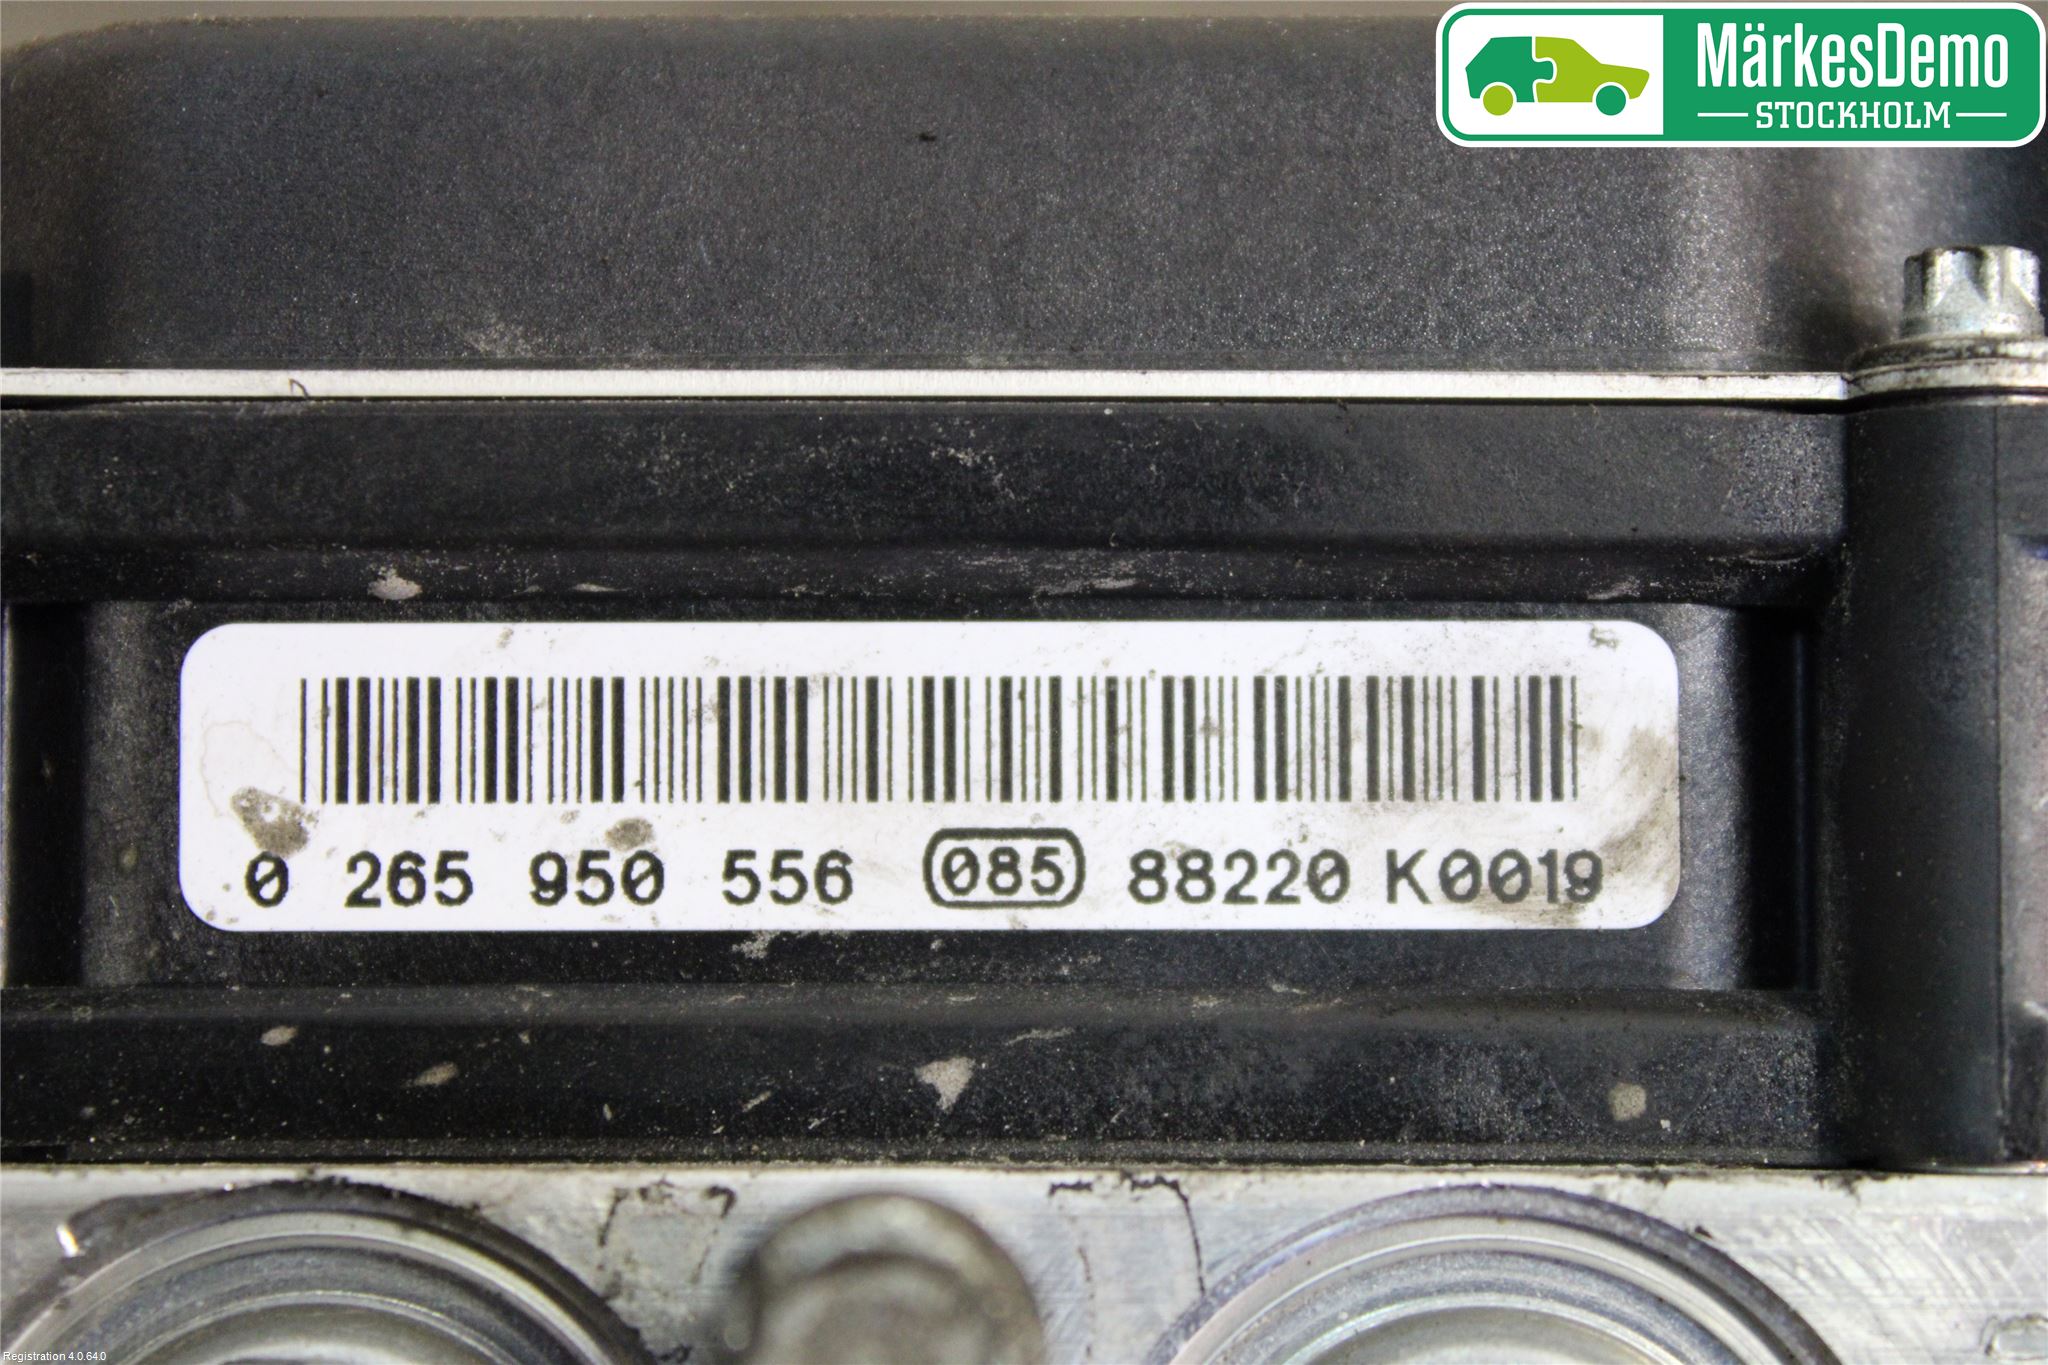 MärkesDemo
STOCKHOLM
0 265 950 556 085 88220 K0019
Registration 4.0.64.0